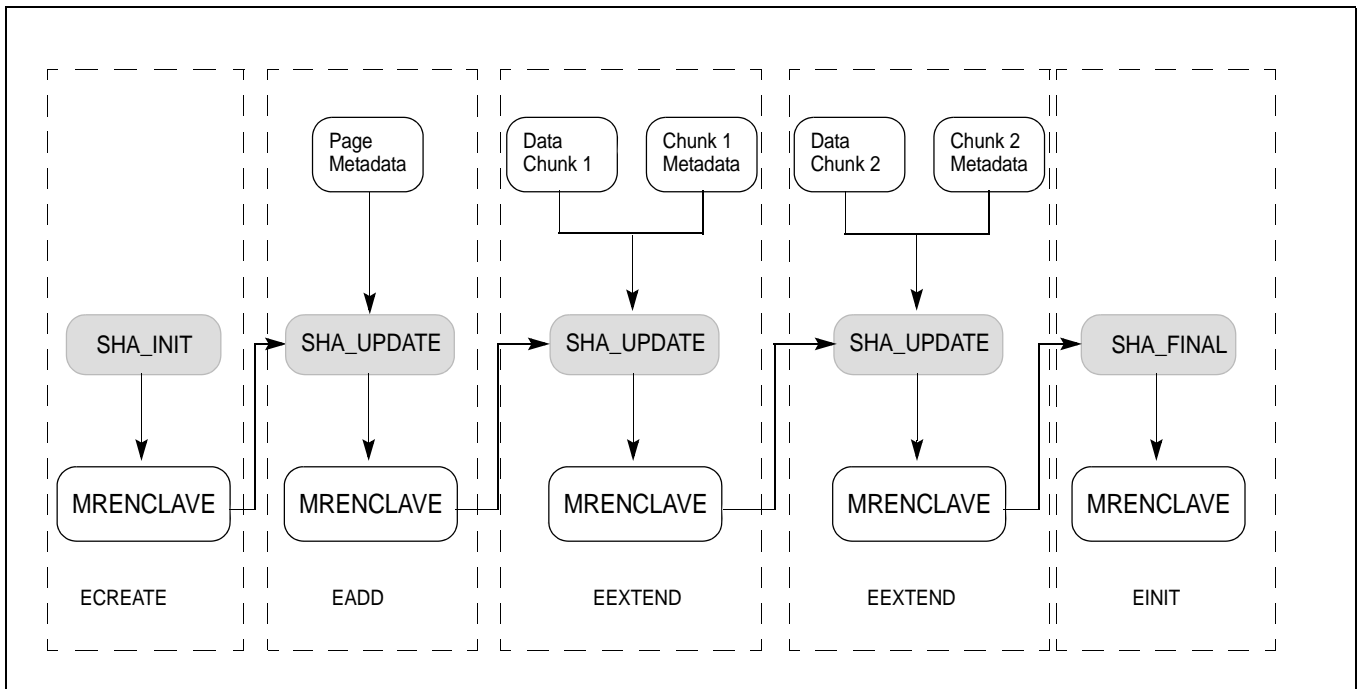 Page
Metadata
Data
Chunk 1
Chunk 1
Metadata
Data
Chunk 2
Chunk 2
Metadata
SHA_INIT
SHA_UPDATE
SHA_UPDATE
SHA_UPDATE
SHA_FINAL
MRENCLAVE
MRENCLAVE
MRENCLAVE
MRENCLAVE
MRENCLAVE
ECREATE
EADD
EEXTEND
EEXTEND
EINIT